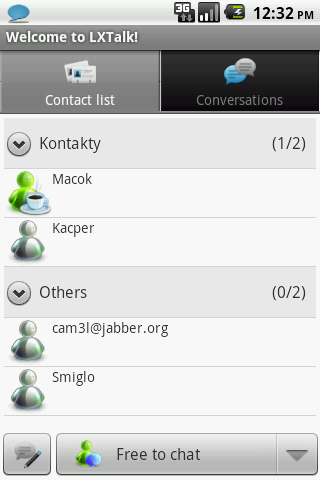 3G
12:32 PM
Welcome to LXTalk!
Contact list
Conversations
Kontakty (1/2)
Macok
Kacper
Others (0/2)
cam3l@jabber.org
Smiglo
Free to chat